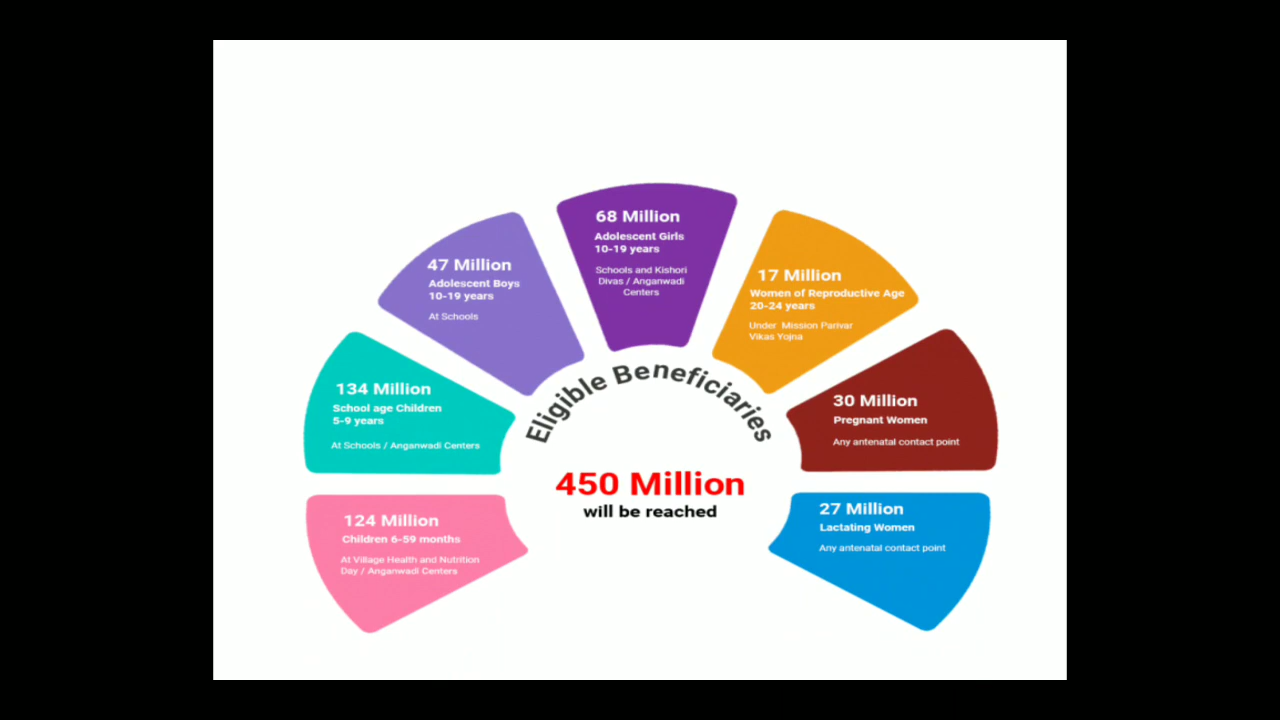 68 Million
Adolescent Girls
10-19 years
Schools and Kishori
Divas / Anganwadi
Centers
47 Million
Adolescent Boys
10-19 years
At Schools
17 Million
Women of Reproductive Age
20-24 years
Under Mission Parivar
Vikas Yojna
134 Million
School age Children
5-9 years
At Schools / Anganwadi Centers
Eligible Beneficiaries
30 Million
Pregnant Women
Any antenatal contact point
450 Million
will be reached
124 Million
Children 6-59 months
At Village Health and Nutrition
Day / Anganwadi Centers
27 Million
Lactating Women
Any antenatal contact point